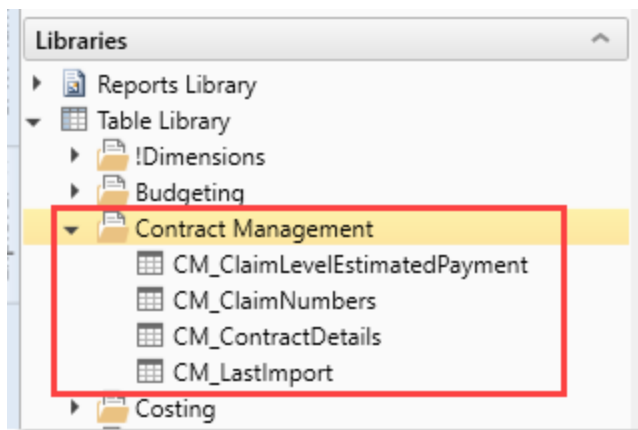 Libraries
Reports Library
Table Library
!Dimensions
Budgeting
Contract Management
CM_ClaimLevelEstimatedPayment
CM_ClaimNumbers
CM_ContractDetails
CM_LastImport
Costing